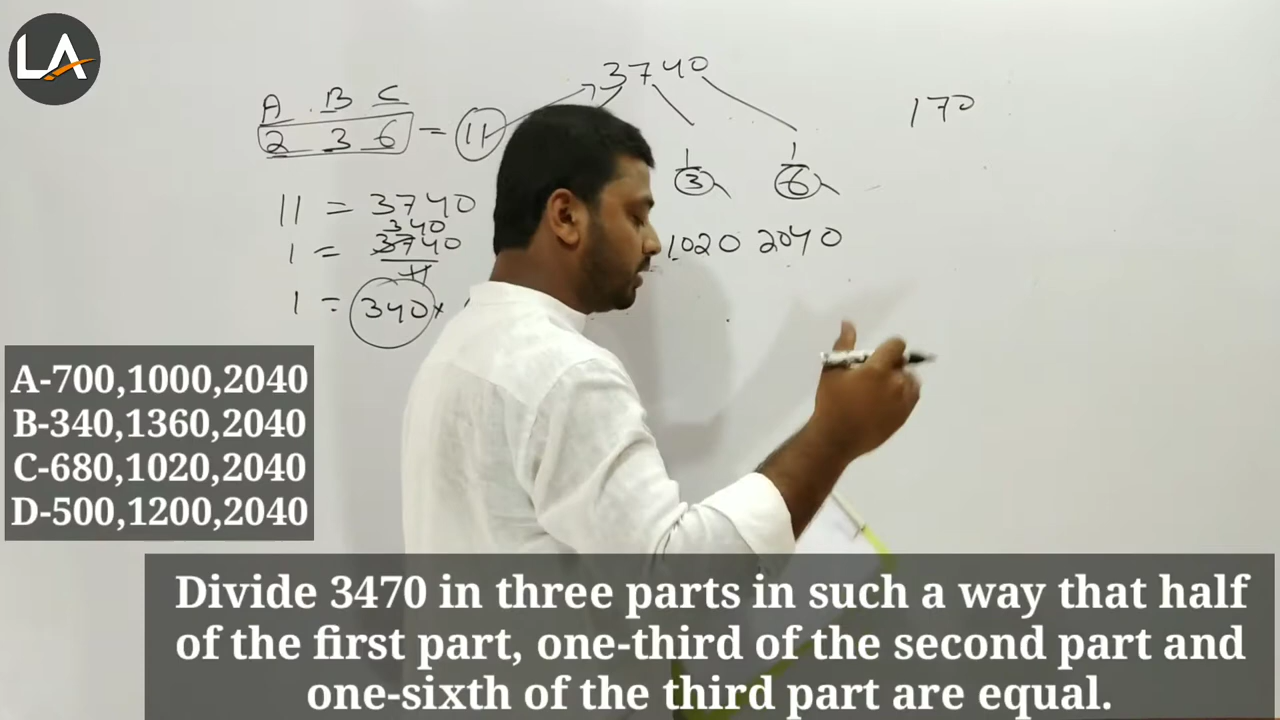 LA
3740
A . B C
2 3 6 = 11
170
1/3 1/6
11 = 3740
340
1 = 3740/11
1020 2040
1 = 340×
A-700,1000,2040
B-340,1360,2040
C-680,1020,2040
D-500,1200,2040
Divide 3470 in three parts in such a way that half
of the first part, one-third of the second part and
one-sixth of the third part are equal.